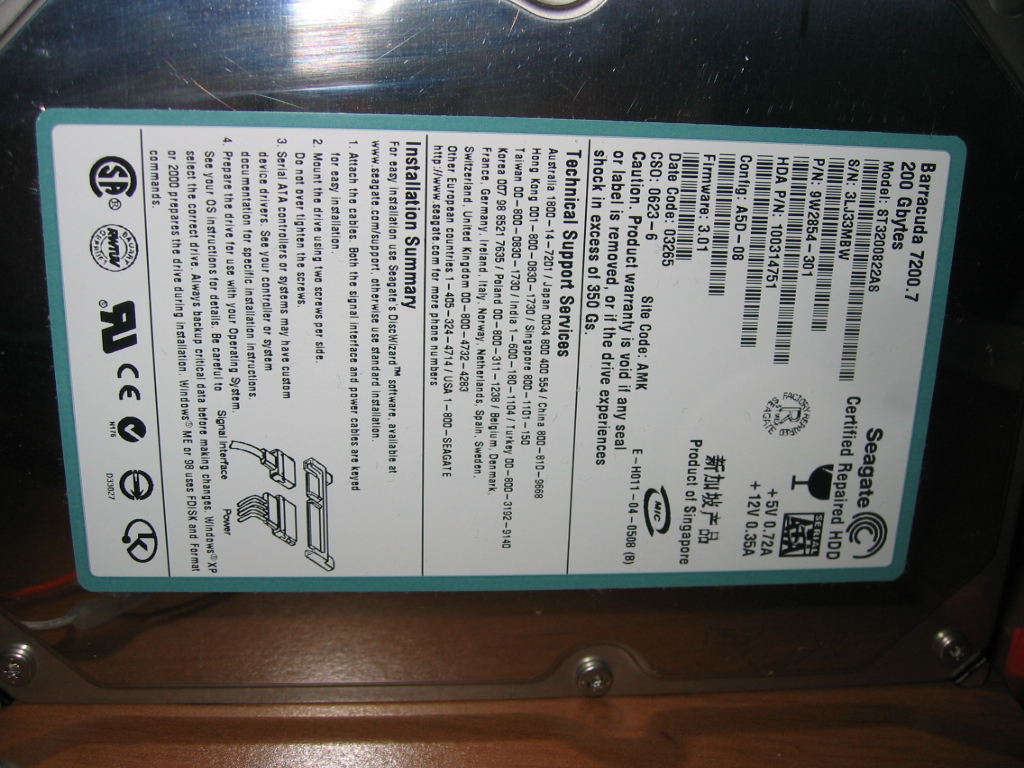 Barracuda 7200.7
200 Gbytes
Model: ST3200822AS
S/N: 3LJ33MBW
P/N: 9W2854-301
HDA P/N: 100314751
Config: A5D-08
Firmware: 3.01
Date Code: 03265
CSO: 0623-6
Site Code: AMK
Caution. Product warranty is void if any seal
or label is removed, or if the drive experiences
shock in excess of 350 Gs.
Seagate
Certified Repaired HDD
SERIAL
ATA
+5V 0.72A
+12V 0.35A
R
SEAGATE
新加坡产品
Product of Singapore
MIC
E-H011-04-0508 (B)
Technical Support Services
Australia 1800-14-7201 / Japan 0034 800 400 554 / China 800-810-9668
Hong Kong 001-800-0830-1730 / Singapore 800-1101-150
Taiwan 00-800-0830-1730 / India 1-600-180-1104 / Turkey 00-800-3192-9140
Korea 007 98 8521 7635 / Poland 00-800-311-1238 / Belgium, Denmark,
France, Germany, Ireland, Italy, Norway, Netherlands, Spain, Sweden,
Switzerland, United Kingdom 00-800-4732-4283
Other European countries 1-405-324-4714 / USA 1-800-SEAGATE
http://www.seagate.com for more phone numbers
Installation Summary
For easy installation use Seagate's DiscWizard™ software, available at
www.seagate.com/support, otherwise use standard installation.
1. Attach the cables. Both the signal interface and power cables are keyed
for easy installation.
2. Mount the drive using two screws per side.
Do not over tighten the screws.
3. Serial ATA controllers or systems may have custom
device drivers. See your controller or system
documentation for specific installation instructions.
4. Prepare the drive for use with your Operating System.
See your OS instructions for details. Be careful to
select the correct drive. Always backup critical data before making changes. Windows® XP
or 2000 prepares the drive during installation. Windows® ME or 98 uses FDISK and Format
commands.
Signal Interface
Power
SA ®
BAUART
RWTUV
® UR
CE
N176
D33027